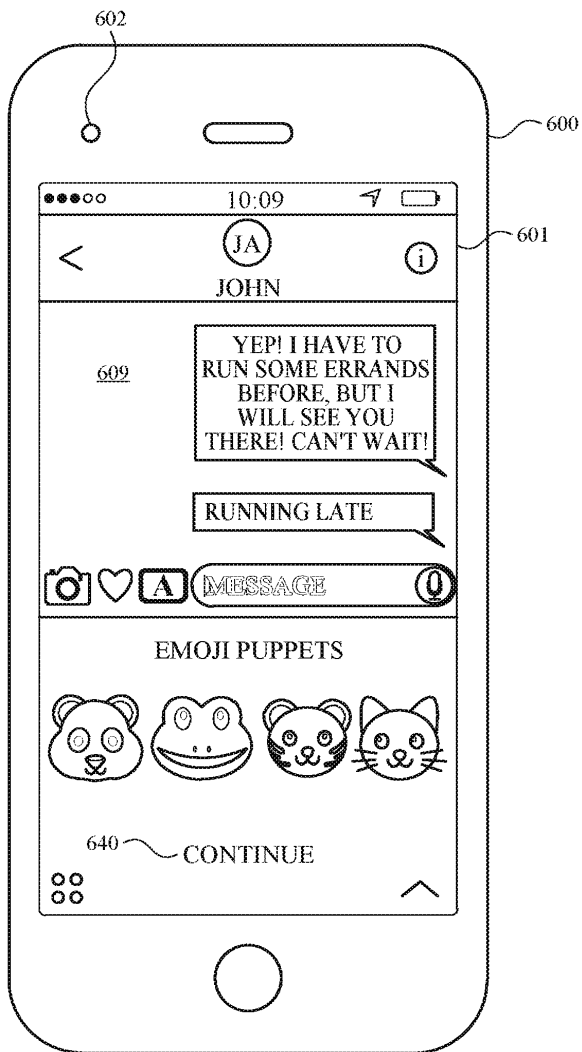 602
600
10:09
601
JA
i
JOHN
609
YEP! I HAVE TO
RUN SOME ERRANDS
BEFORE, BUT I
WILL SEE YOU
THERE! CAN'T WAIT!
RUNNING LATE
A
MESSAGE
EMOJI PUPPETS
640
CONTINUE